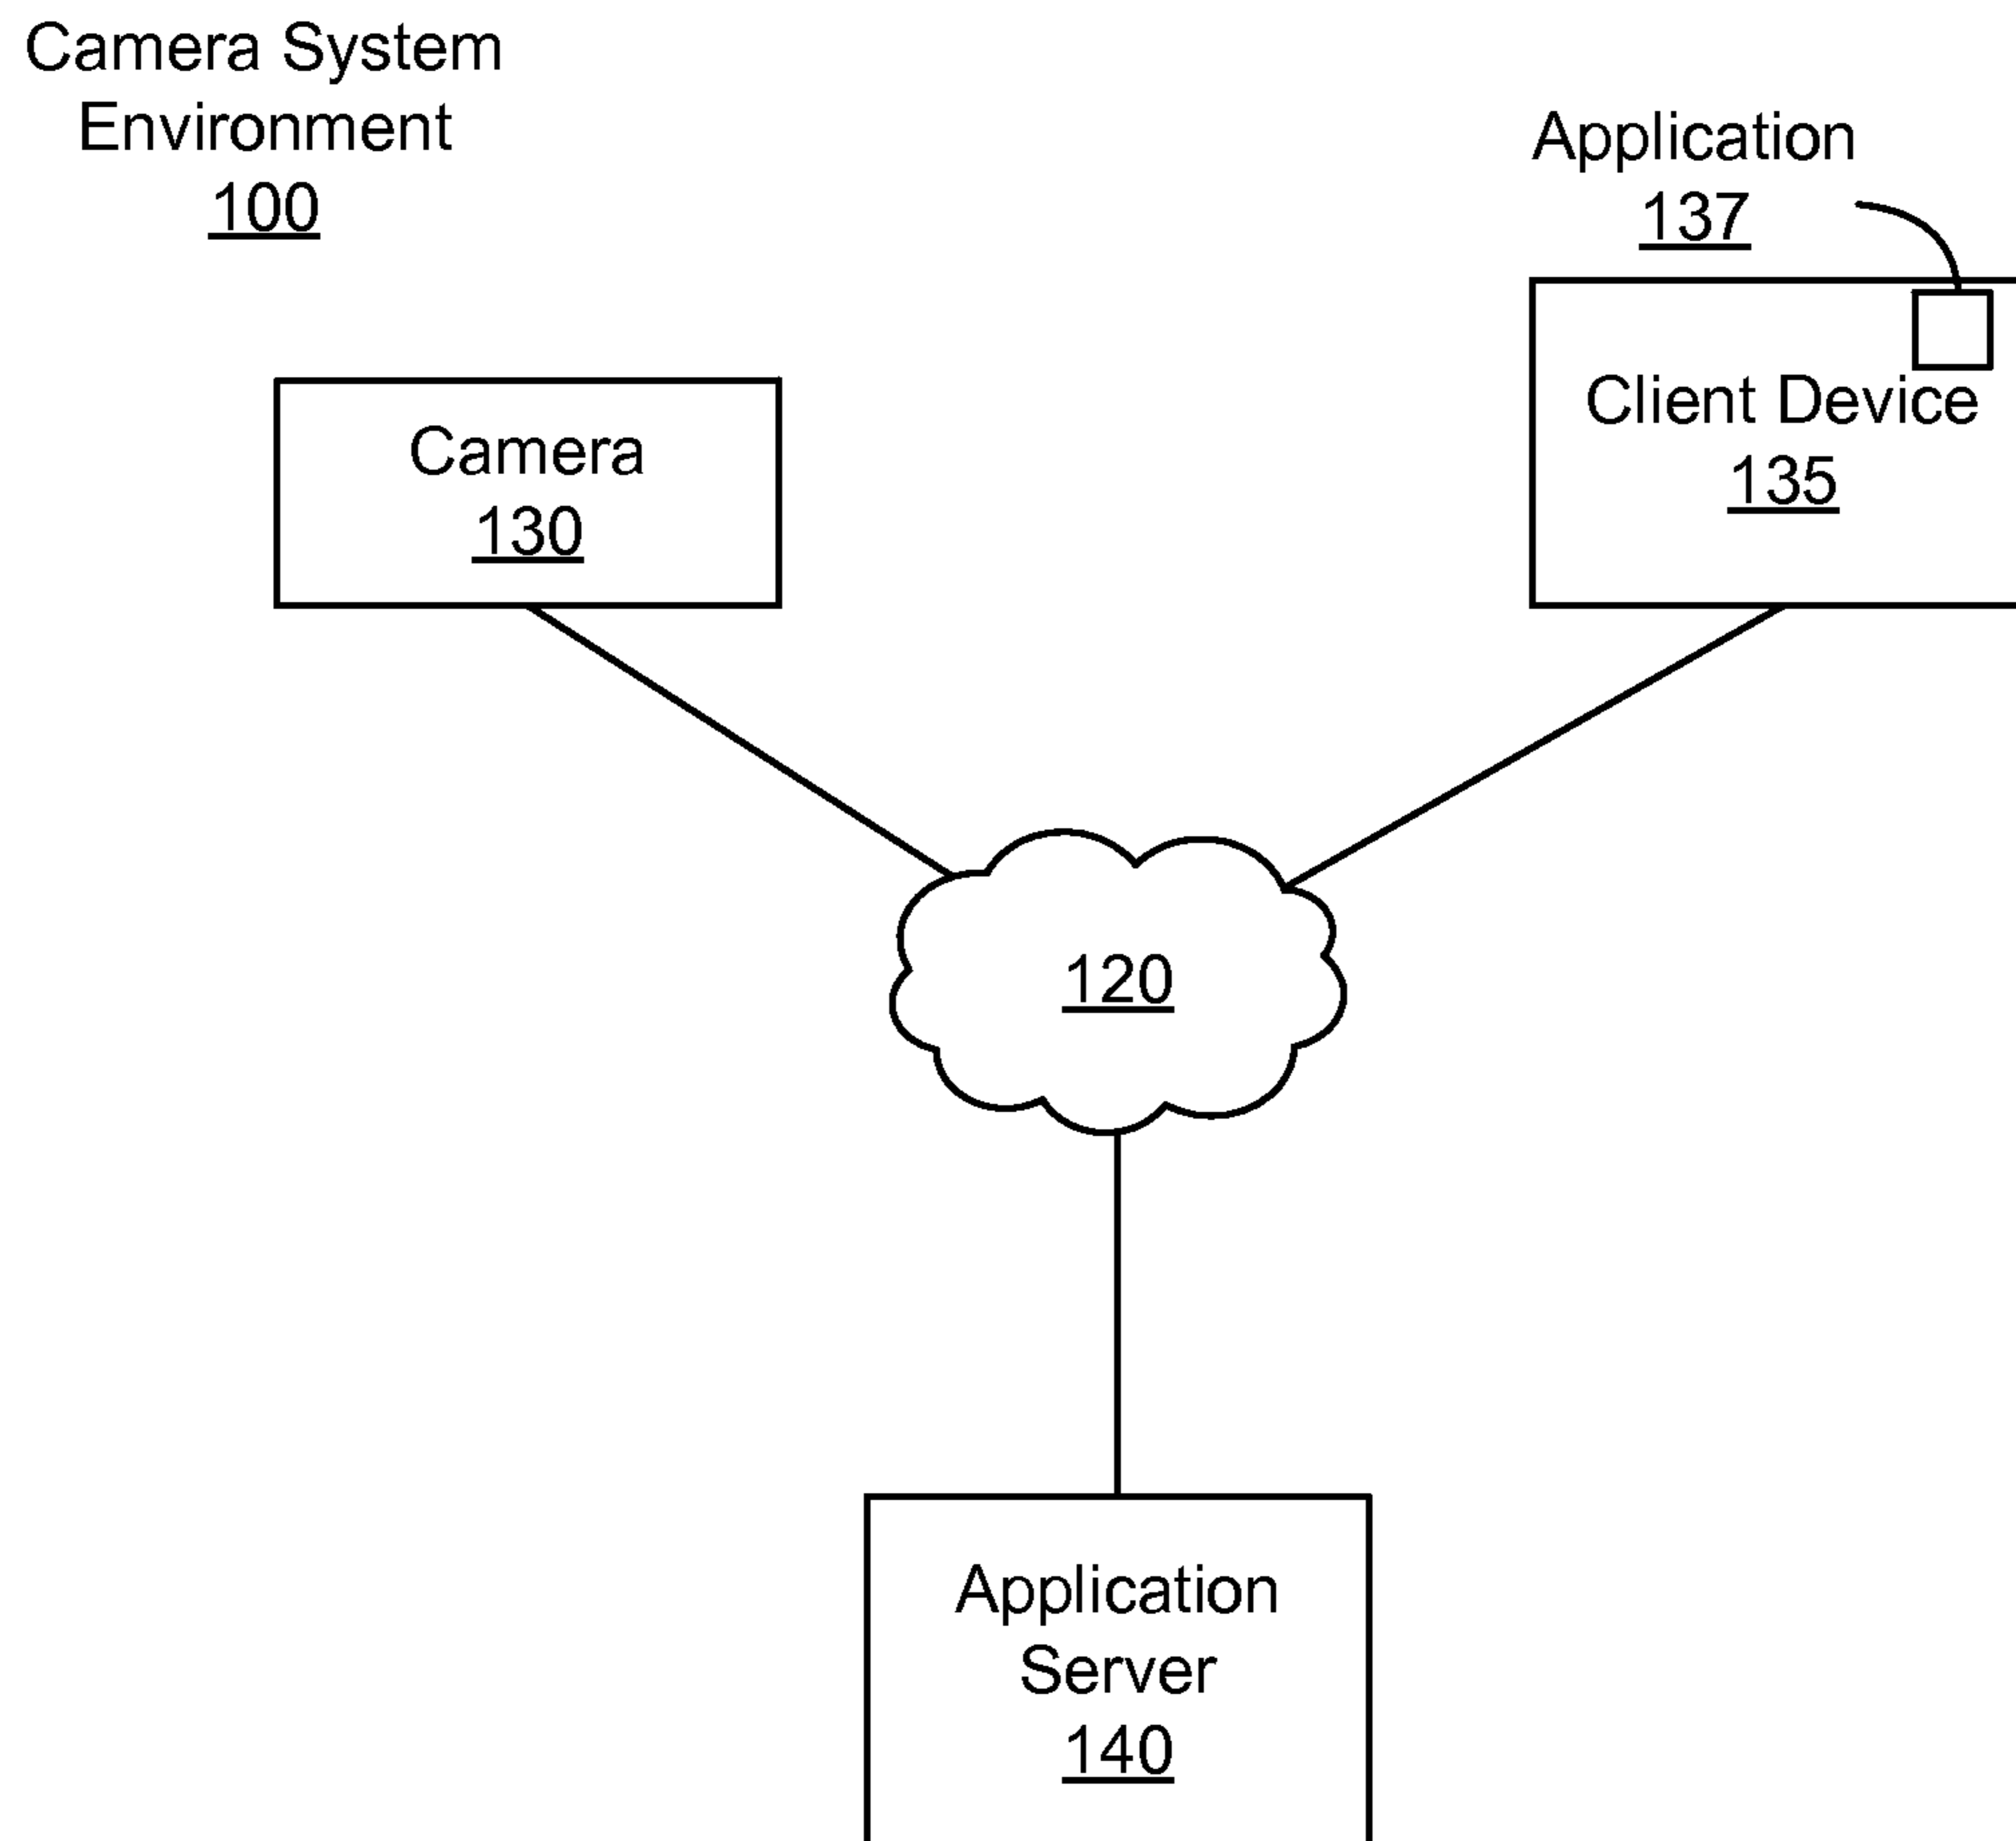 Camera System
Environment
100
Application
137
Camera
130
Client Device
135
120
Application
Server
140